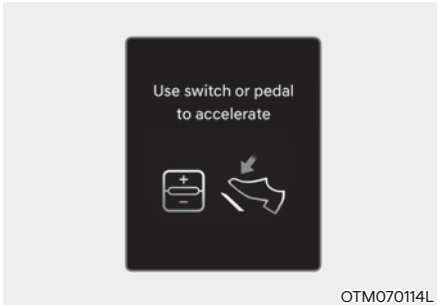 Use switch or pedal
to accelerate
+
−
OTM070114L